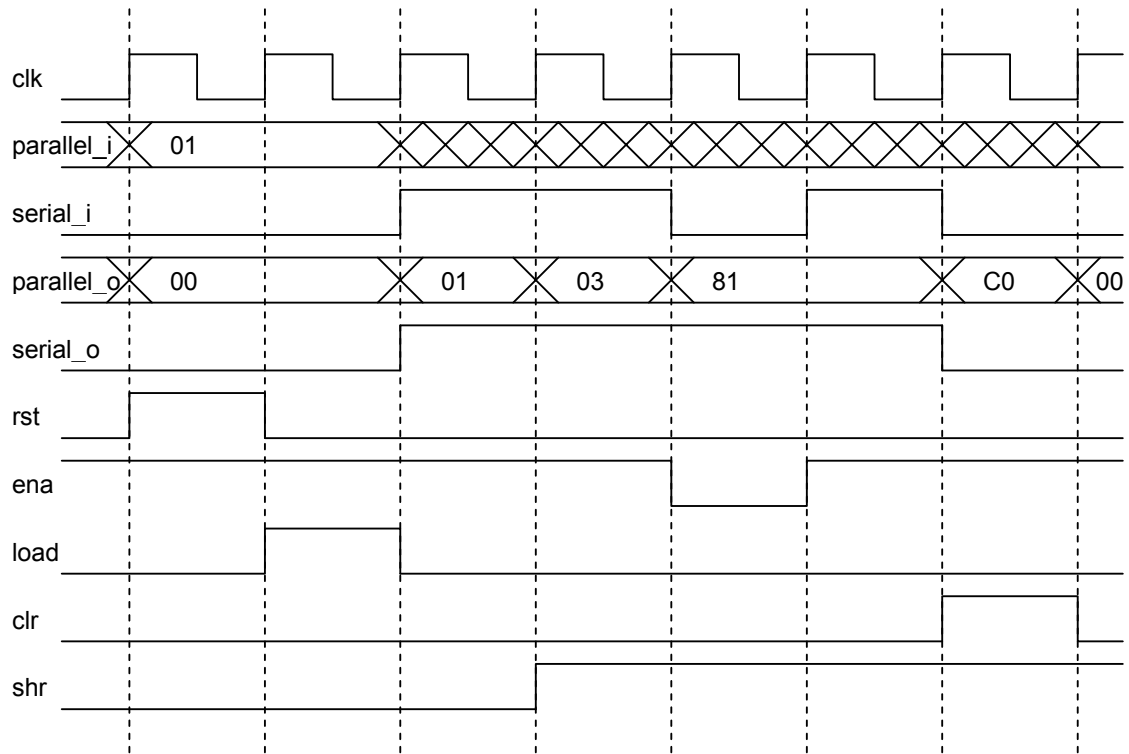 clk
parallel_i 01
serial_i
parallel_o 00 01 03 81 C0 00
serial_o
rst
ena
load
clr
shr